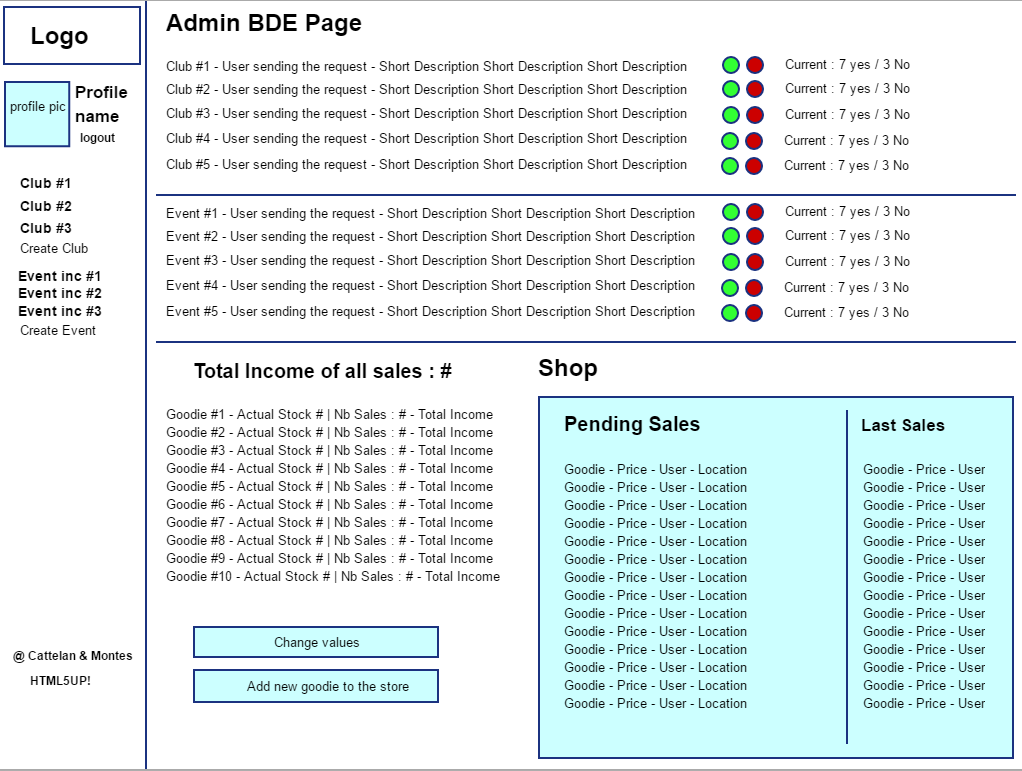 Logo
profile pic
Profile
name
logout
Club #1
Club #2
Club #3
Create Club
Event inc #1
Event inc #2
Event inc #3
Create Event
@ Cattelan & Montes
HTML5UP!
Admin BDE Page
Club #1 - User sending the request - Short Description Short Description Short Description Current : 7 yes / 3 No
Club #2 - User sending the request - Short Description Short Description Short Description Current : 7 yes / 3 No
Club #3 - User sending the request - Short Description Short Description Short Description Current : 7 yes / 3 No
Club #4 - User sending the request - Short Description Short Description Short Description Current : 7 yes / 3 No
Club #5 - User sending the request - Short Description Short Description Short Description Current : 7 yes / 3 No
Event #1 - User sending the request - Short Description Short Description Short Description Current : 7 yes / 3 No
Event #2 - User sending the request - Short Description Short Description Short Description Current : 7 yes / 3 No
Event #3 - User sending the request - Short Description Short Description Short Description Current : 7 yes / 3 No
Event #4 - User sending the request - Short Description Short Description Short Description Current : 7 yes / 3 No
Event #5 - User sending the request - Short Description Short Description Short Description Current : 7 yes / 3 No
Total Income of all sales : #
Goodie #1 - Actual Stock # | Nb Sales : # - Total Income
Goodie #2 - Actual Stock # | Nb Sales : # - Total Income
Goodie #3 - Actual Stock # | Nb Sales : # - Total Income
Goodie #4 - Actual Stock # | Nb Sales : # - Total Income
Goodie #5 - Actual Stock # | Nb Sales : # - Total Income
Goodie #6 - Actual Stock # | Nb Sales : # - Total Income
Goodie #7 - Actual Stock # | Nb Sales : # - Total Income
Goodie #8 - Actual Stock # | Nb Sales : # - Total Income
Goodie #9 - Actual Stock # | Nb Sales : # - Total Income
Goodie #10 - Actual Stock # | Nb Sales : # - Total Income
Change values
Add new goodie to the store
Shop
Pending Sales
Goodie - Price - User - Location
Goodie - Price - User - Location
Goodie - Price - User - Location
Goodie - Price - User - Location
Goodie - Price - User - Location
Goodie - Price - User - Location
Goodie - Price - User - Location
Goodie - Price - User - Location
Goodie - Price - User - Location
Goodie - Price - User - Location
Goodie - Price - User - Location
Goodie - Price - User - Location
Goodie - Price - User - Location
Goodie - Price - User - Location
Last Sales
Goodie - Price - User
Goodie - Price - User
Goodie - Price - User
Goodie - Price - User
Goodie - Price - User
Goodie - Price - User
Goodie - Price - User
Goodie - Price - User
Goodie - Price - User
Goodie - Price - User
Goodie - Price - User
Goodie - Price - User
Goodie - Price - User
Goodie - Price - User